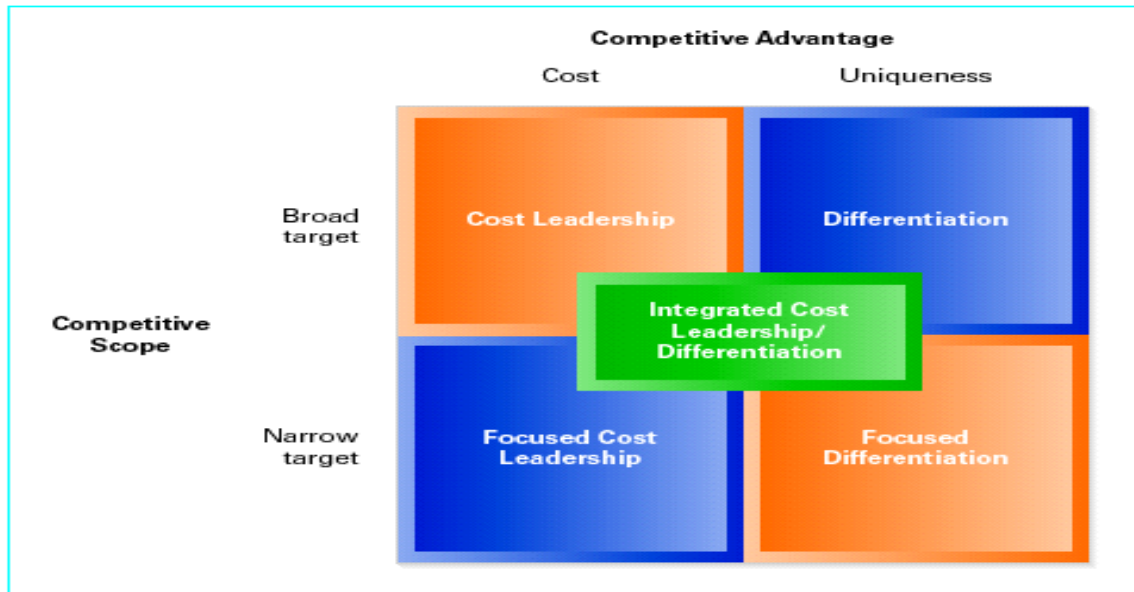 Competitive Advantage
Cost
Uniqueness
Broad
target
Cost Leadership
Differentiation
Competitive
Scope
Integrated Cost
Leadership/
Differentiation
Narrow
target
Focused Cost
Leadership
Focused
Differentiation